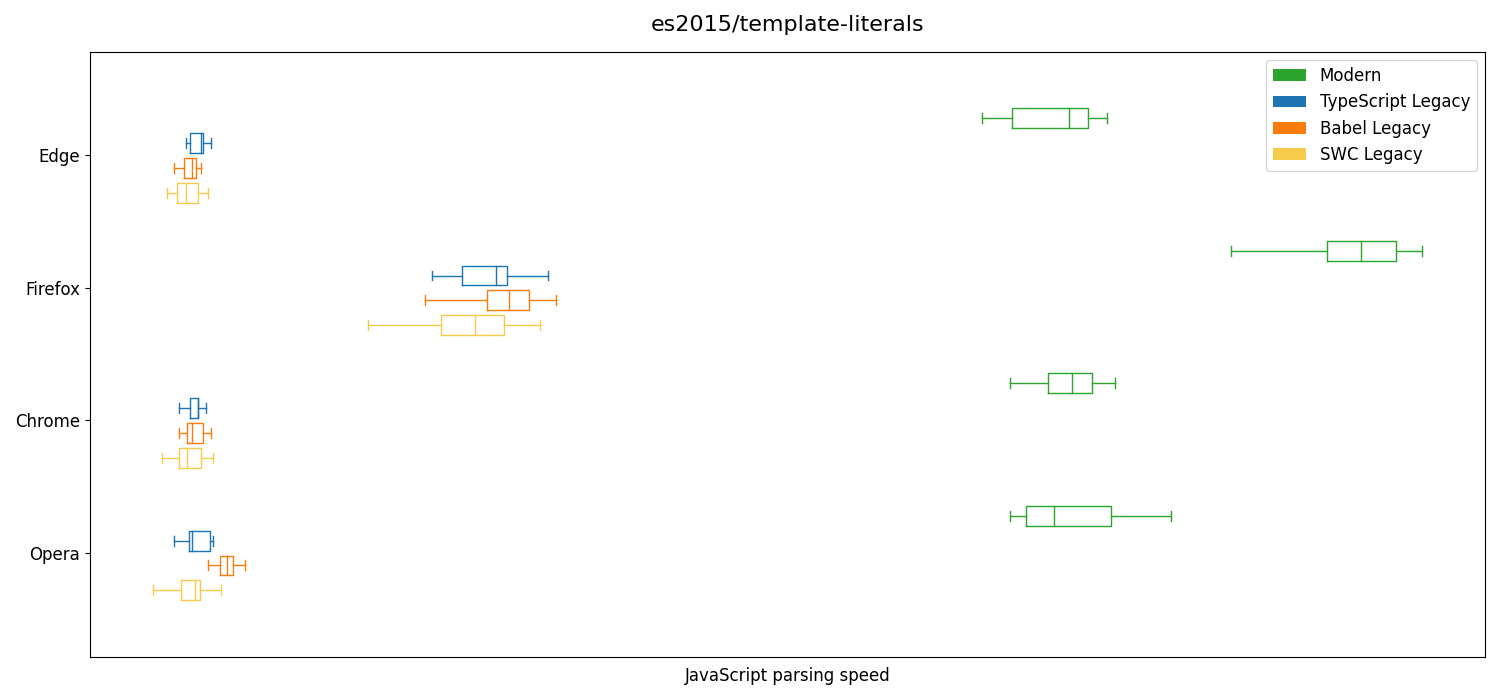 es2015/template-literals
Modern
TypeScript Legacy
Babel Legacy
SWC Legacy
Edge
Firefox
Chrome
Opera
JavaScript parsing speed